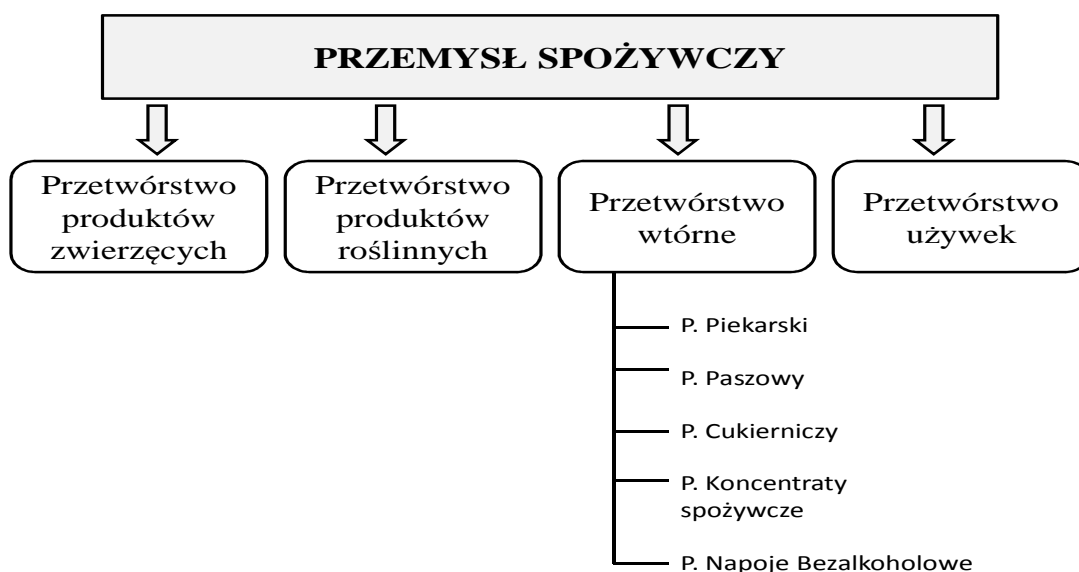 PRZEMYSŁ SPOŻYWCZY
Przetwórstwo
produktów
zwierzęcych
Przetwórstwo
produktów
roślinnych
Przetwórstwo
wtórne
Przetwórstwo
używek
P. Piekarski
P. Paszowy
P. Cukierniczy
P. Koncentraty
spożywcze
P. Napoje Bezalkoholowe